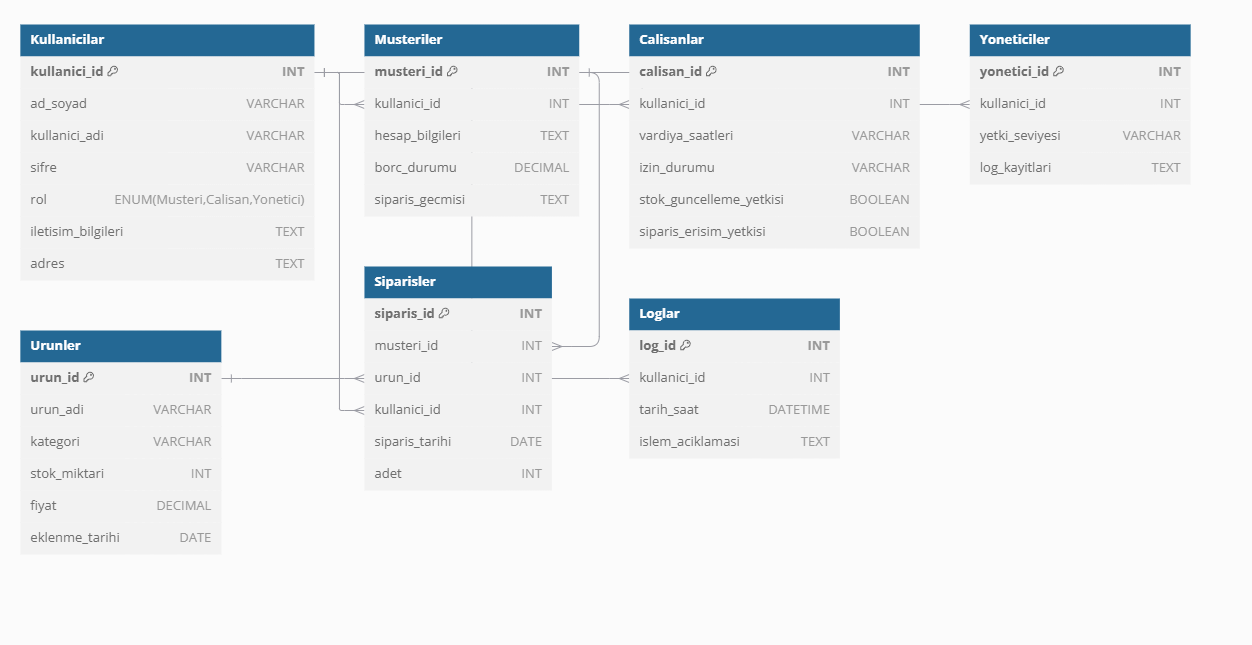 Kullanicilar
kullanici_id INT
ad_soyad VARCHAR
kullanici_adi VARCHAR
sifre VARCHAR
rol ENUM(Musteri,Calisan,Yonetici)
iletisim_bilgileri TEXT
adres TEXT
Musteriler
musteri_id INT
kullanici_id INT
hesap_bilgileri TEXT
borc_durumu DECIMAL
siparis_gecmisi TEXT
Calisanlar
calisan_id INT
kullanici_id INT
vardiya_saatleri VARCHAR
izin_durumu VARCHAR
stok_guncelleme_yetkisi BOOLEAN
siparis_erisim_yetkisi BOOLEAN
Yoneticiler
yonetici_id INT
kullanici_id INT
yetki_seviyesi VARCHAR
log_kayitlari TEXT
Urunler
urun_id INT
urun_adi VARCHAR
kategori VARCHAR
stok_miktari INT
fiyat DECIMAL
eklenme_tarihi DATE
Siparisler
siparis_id INT
musteri_id INT
urun_id INT
kullanici_id INT
siparis_tarihi DATE
adet INT
Loglar
log_id INT
kullanici_id INT
tarih_saat DATETIME
islem_aciklamasi TEXT